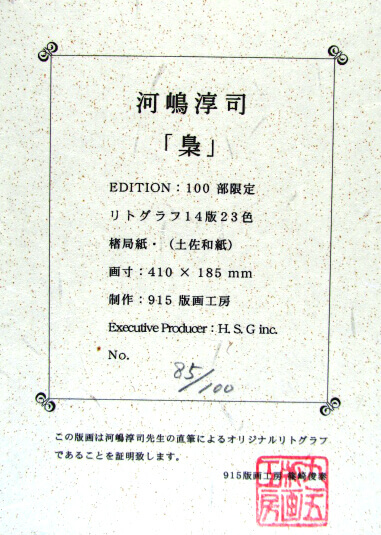 河嶋淳司
「梟」
EDITION：100 部限定
リトグラフ14版23色
楮局紙・（土佐和紙）
画寸：410 × 185 mm
制作：915 版画工房
Executive Producer：H. S. G inc.
No. 85/100
この版画は河嶋淳司先生の直筆によるオリジナルリトグラフ
であることを証明致します。
915版画工房